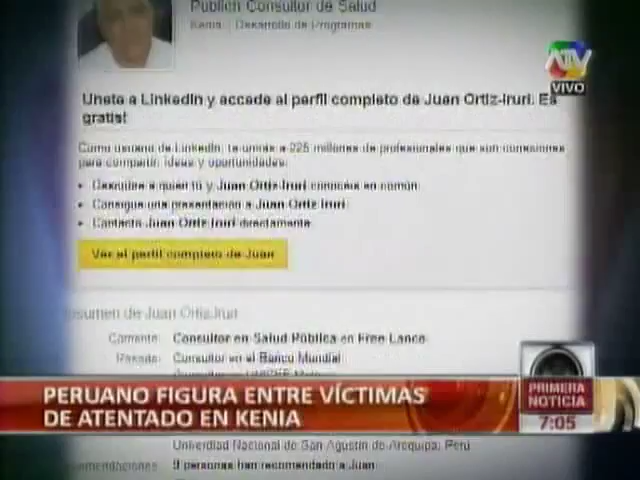 Publich Consultor de Salud
Kenia | Desarrollo de Programas
ATV
VIVO
Únete a LinkedIn y accede al perfil completo de Juan Ortiz-Iruri. Es
gratis!
Como usuario de LinkedIn, te unirás a 225 millones de profesionales que son conexiones
para compartir ideas y oportunidades.
Descubre a quien tú y Juan Ortiz-Iruri conocéis en común
Consigue una presentación a Juan Ortiz-Iruri
Contacta Juan Ortiz-Iruri directamente
Ver el perfil completo de Juan
sumen de Juan Ortiz-Iruri
Consultor en Salud Pública en Free Lance
Pasado: Consultor en el Banco Mundial
PERUANO FIGURA ENTRE VÍCTIMAS
DE ATENTADO EN KENIA
PRIMERA
NOTICIA
7:05
Universidad Nacional de San Agustín de Arequipa, Perú
omendaciones 9 personas han recomendado a Juan